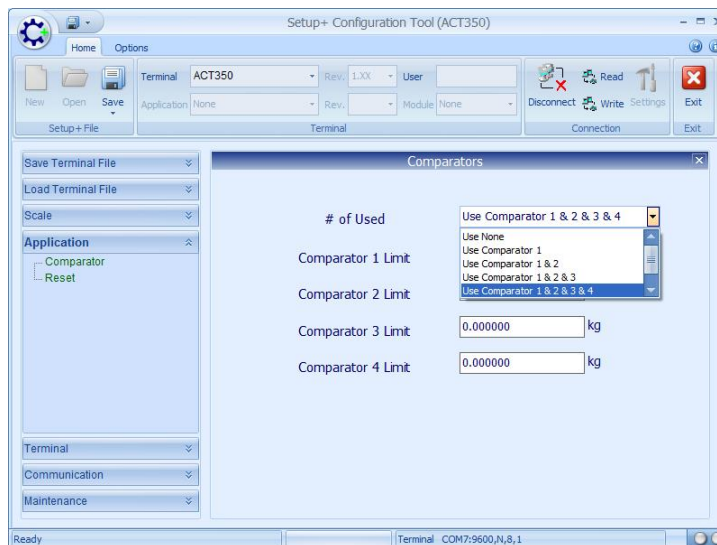 Setup+ Configuration Tool (ACT350)
Home Options
Terminal ACT350 Rev. 1.XX User
New Open Save Application None Rev. Module None
Disconnect Read Write Settings Exit
Setup+ File Terminal Connection Exit
Save Terminal File
Load Terminal File
Scale
Application
Comparator
Reset
Terminal
Communication
Maintenance
Comparators
# of Used Use Comparator 1 & 2 & 3 & 4
Use None
Use Comparator 1
Use Comparator 1 & 2
Use Comparator 1 & 2 & 3
Use Comparator 1 & 2 & 3 & 4
Comparator 1 Limit
Comparator 2 Limit
Comparator 3 Limit 0.000000 kg
Comparator 4 Limit 0.000000 kg
Ready Terminal COM7:9600,N,8,1